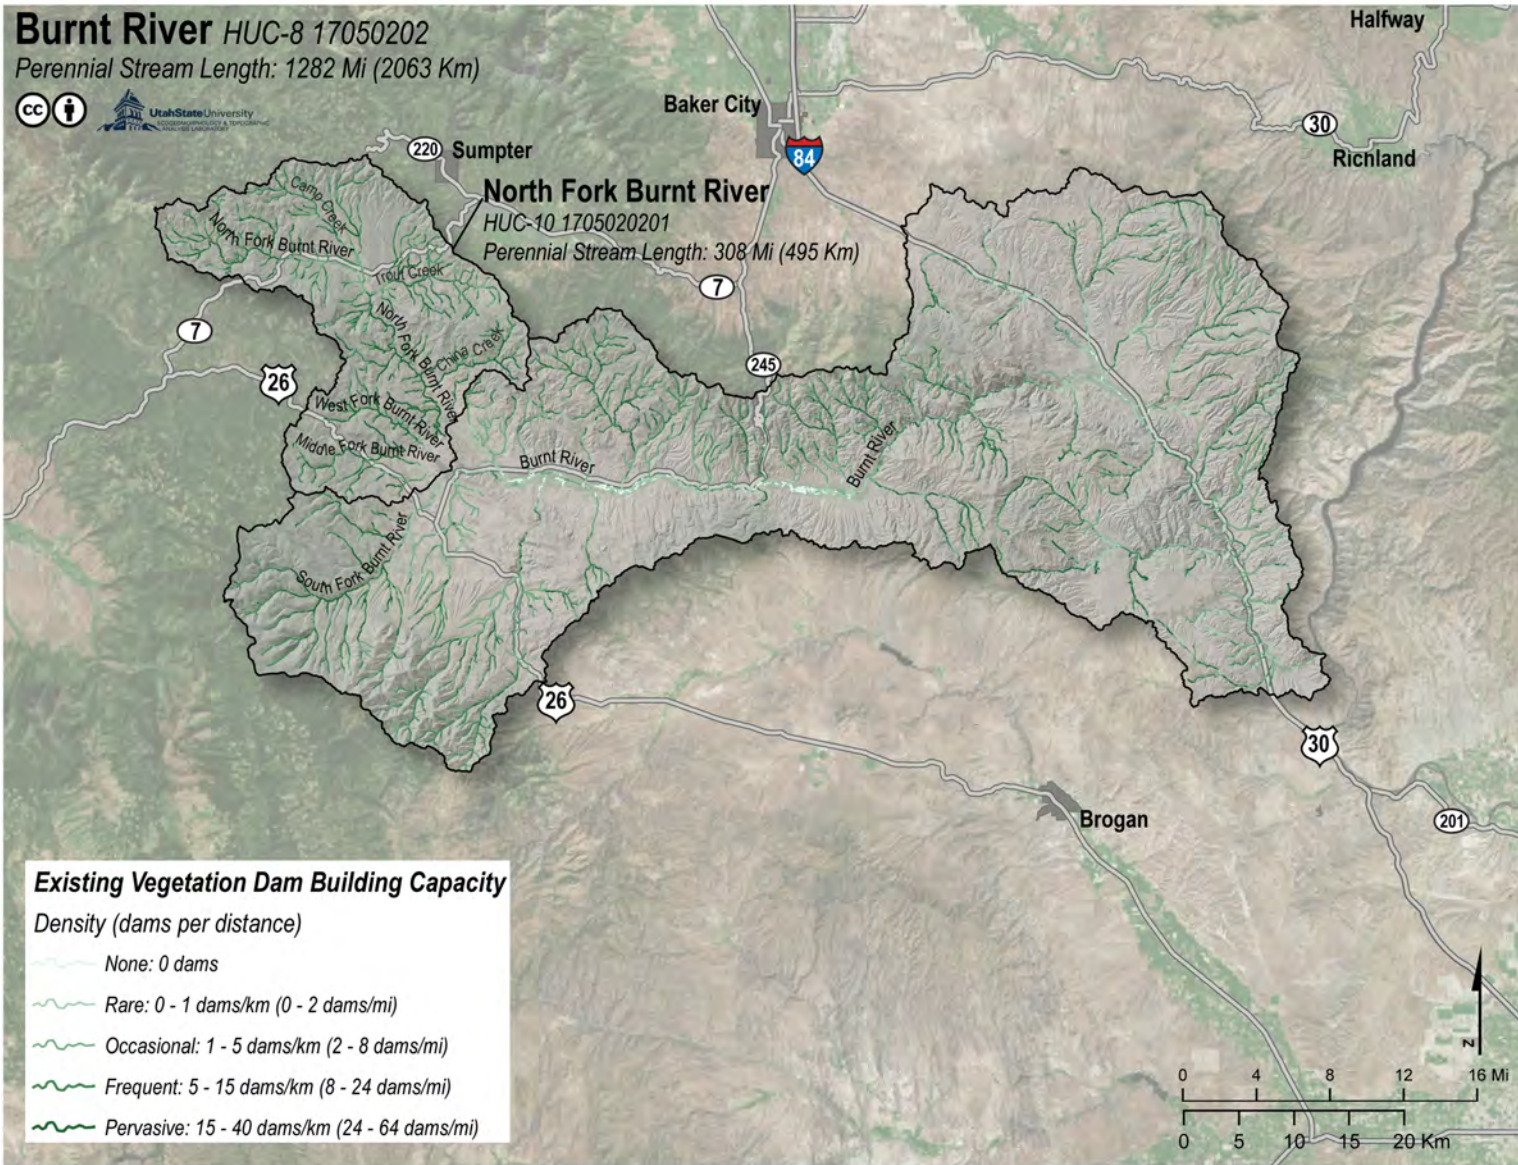 Burnt River HUC-8 17050202
Perennial Stream Length: 1282 Mi (2063 Km)
cc
UtahStateUniversity
ECOGEOMORPHOLOGY & TOPOGRAPHIC
ANALYSIS LABORATORY
Halfway
Baker City
30
84
Richland
220 Sumpter
North Fork Burnt River
HUC-10 1705020201
Perennial Stream Length: 308 Mi (495 Km)
Camp Creek
North Fork Burnt River
Trout Creek
7
7
North Fork Burnt River
China Creek
245
26
West Fork Burnt River
Middle Fork Burnt River
Burnt River
Burnt River
South Fork Burnt River
26
30
Brogan
201
Existing Vegetation Dam Building Capacity
Density (dams per distance)
None: 0 dams
Rare: 0 - 1 dams/km (0 - 2 dams/mi)
Occasional: 1 - 5 dams/km (2 - 8 dams/mi)
Frequent: 5 - 15 dams/km (8 - 24 dams/mi)
Pervasive: 15 - 40 dams/km (24 - 64 dams/mi)
N
0 4 8 12 16 Mi
0 5 10 15 20 Km